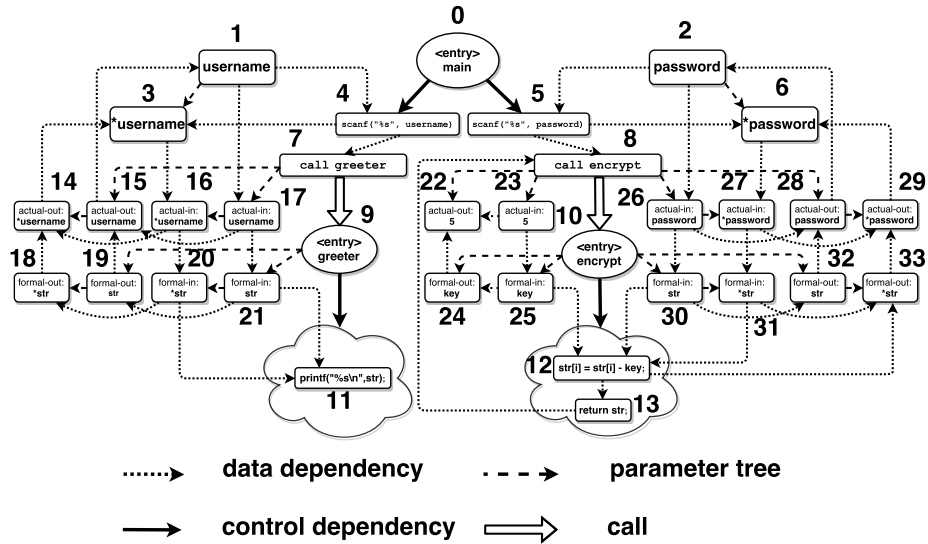 0
1
2
<entry>
main
username
password
3
4
5
6
*username
scanf("%s", username)
scanf("%s", password)
*password
7
8
call greeter
call encrypt
14
15
16
17
22
23
26
27
28
29
actual-out:
*username
actual-out:
username
actual-in:
*username
actual-in:
username
9
actual-out:
5
actual-in:
5
10
actual-in:
password
actual-in:
*password
actual-out:
password
actual-out:
*password
<entry>
greeter
<entry>
encrypt
18
19
20
32
33
formal-out:
*str
formal-out:
str
formal-in:
*str
formal-in:
str
formal-out:
key
formal-in:
key
formal-in:
str
formal-in:
*str
formal-out:
str
formal-out:
*str
21
24
25
30
31
12
str[i] = str[i] - key;
printf("%s\n",str);
11
return str;
13
data dependency
parameter tree
control dependency
call